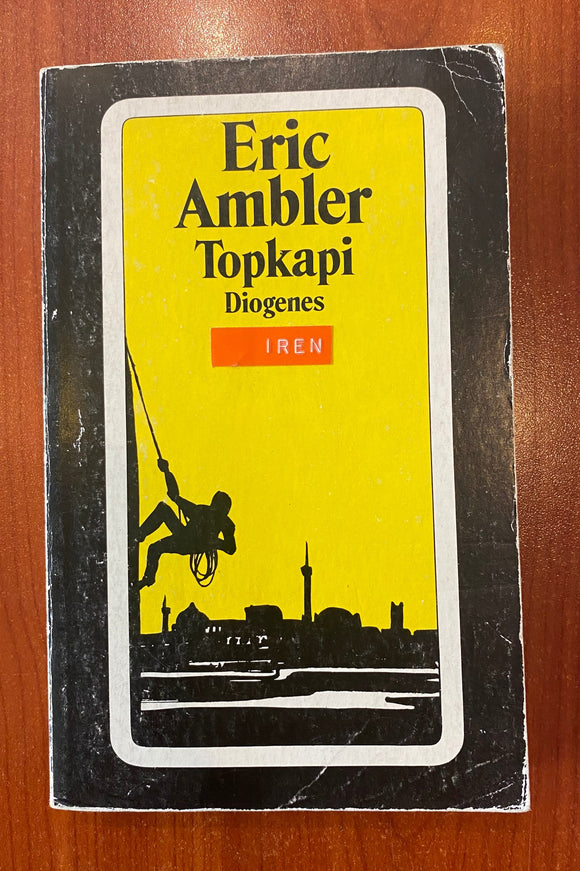 Eric
Ambler
Topkapi
Diogenes
IREN